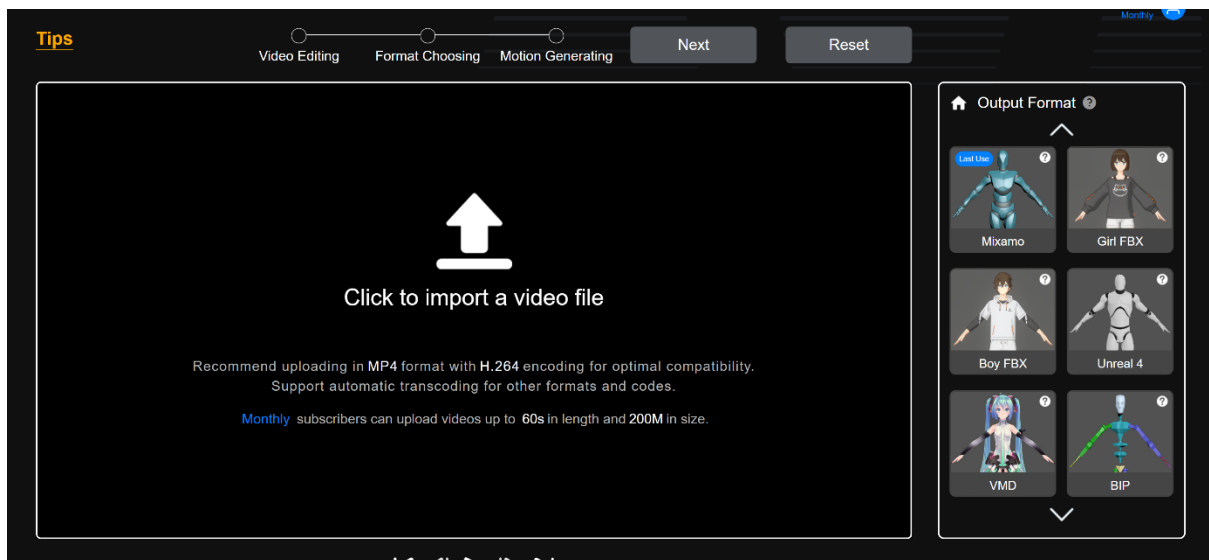 Monthly
Tips
Video Editing
Format Choosing
Motion Generating
Next
Reset
Click to import a video file
Recommend uploading in MP4 format with H.264 encoding for optimal compatibility.
Support automatic transcoding for other formats and codes.
Monthly subscribers can upload videos up to 60s in length and 200M in size.
Output Format ?
Last Use ?
Mixamo
?
Girl FBX
?
Boy FBX
?
Unreal 4
?
VMD
?
BIP